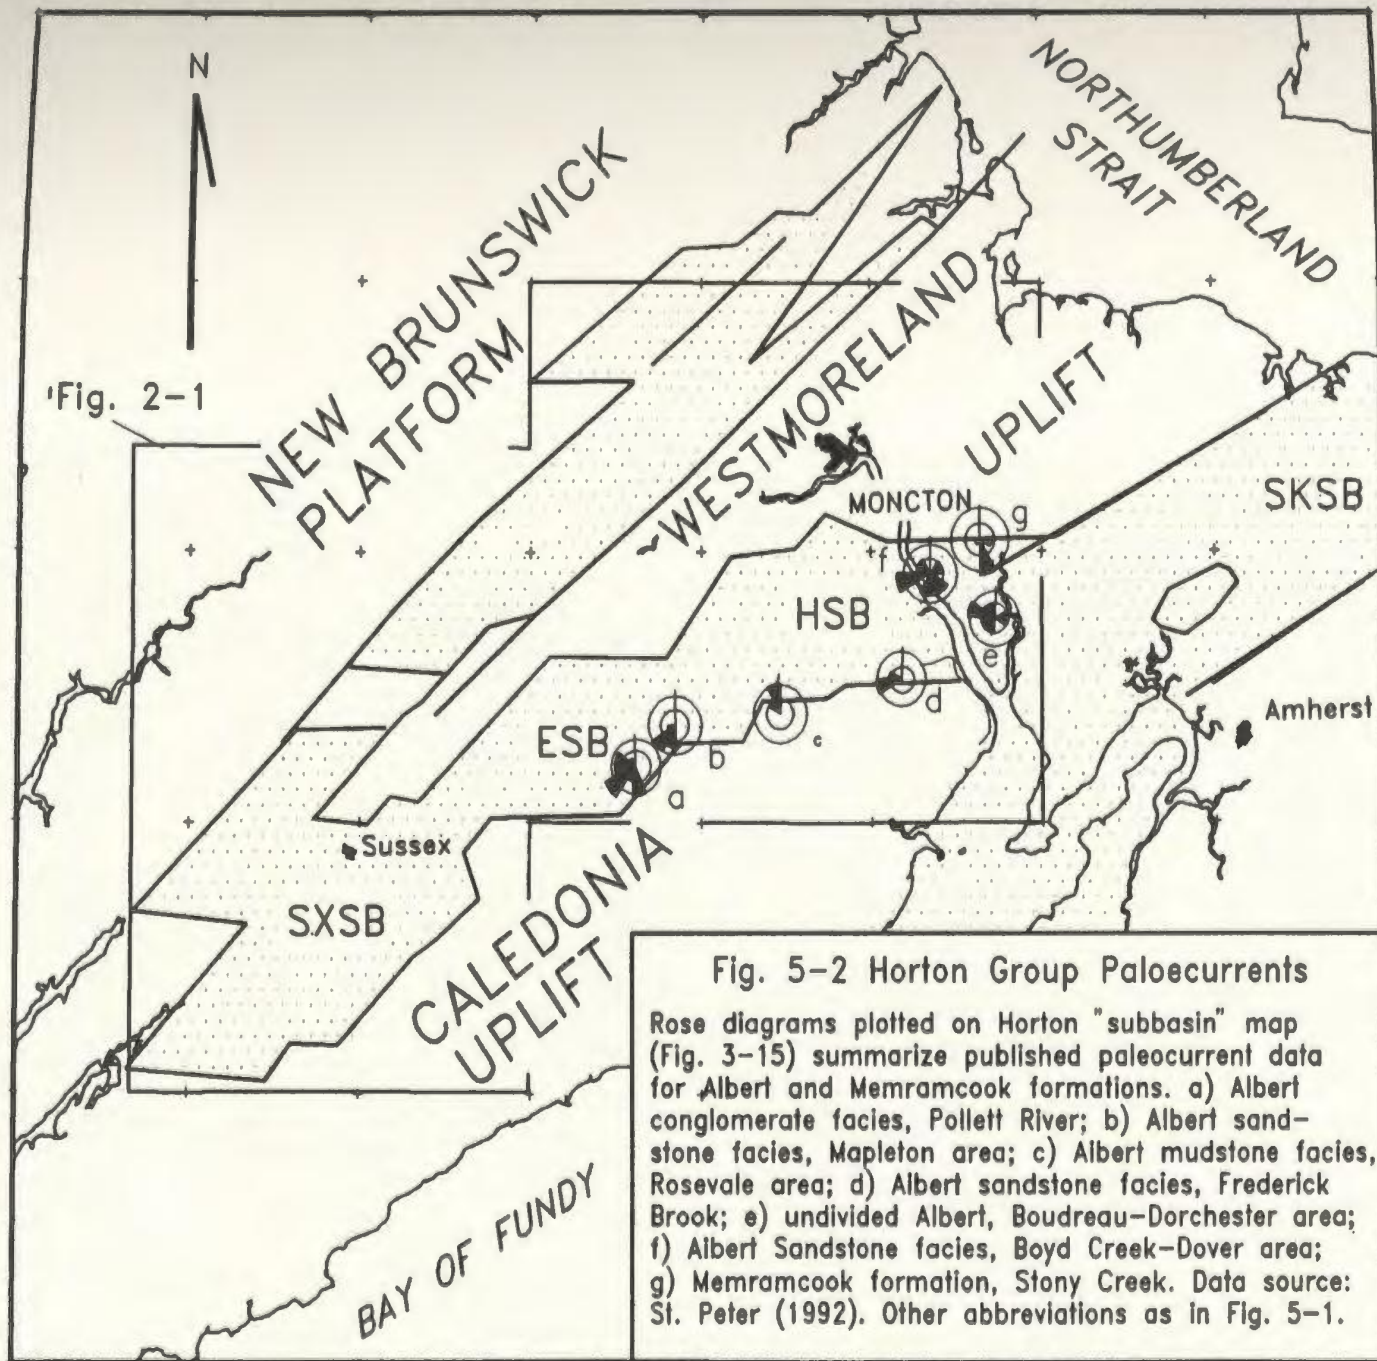 N
NORTHUMBERLAND
STRAIT
NEW BRUNSWICK
PLATFORM
'Fig. 2-1
WESTMORELAND
UPLIFT
MONCTON
SKSB
g
f
HSB
e
d
Amherst
ESB
b
c
a
Sussex
SXSB
CALEDONIA
UPLIFT
BAY OF FUNDY
Fig. 5-2 Horton Group Paloecurrents
Rose diagrams plotted on Horton "subbasin" map
(Fig. 3-15) summarize published paleocurrent data
for Albert and Memramcook formations. a) Albert
conglomerate facies, Pollett River; b) Albert sand-
stone facies, Mapleton area; c) Albert mudstone facies,
Rosevale area; d) Albert sandstone facies, Frederick
Brook; e) undivided Albert, Boudreau-Dorchester area;
f) Albert Sandstone facies, Boyd Creek-Dover area;
g) Memramcook formation, Stony Creek. Data source:
St. Peter (1992). Other abbreviations as in Fig. 5-1.